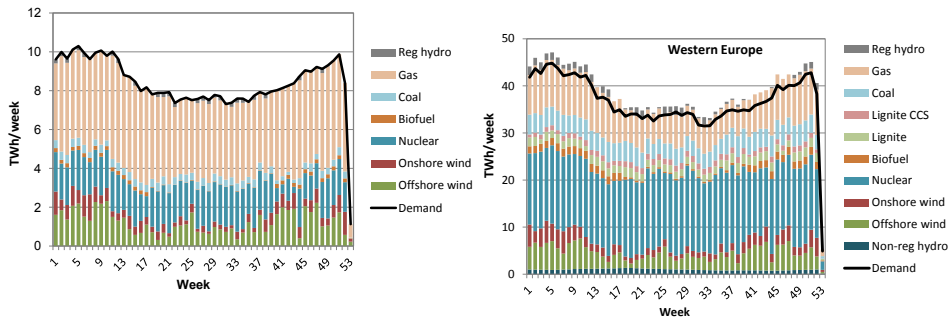 12
10
8
6
4
2
0
TWh/week
1
5
9
13
17
21
25
29
33
37
41
45
49
53
Week
Reg hydro
Gas
Coal
Biofuel
Nuclear
Onshore wind
Offshore wind
Demand
Western Europe
50
40
30
20
10
0
TWh/week
1
5
9
13
17
21
25
29
33
37
41
45
49
53
Week
Reg hydro
Gas
Coal
Lignite CCS
Lignite
Biofuel
Nuclear
Onshore wind
Offshore wind
Non-reg hydro
Demand